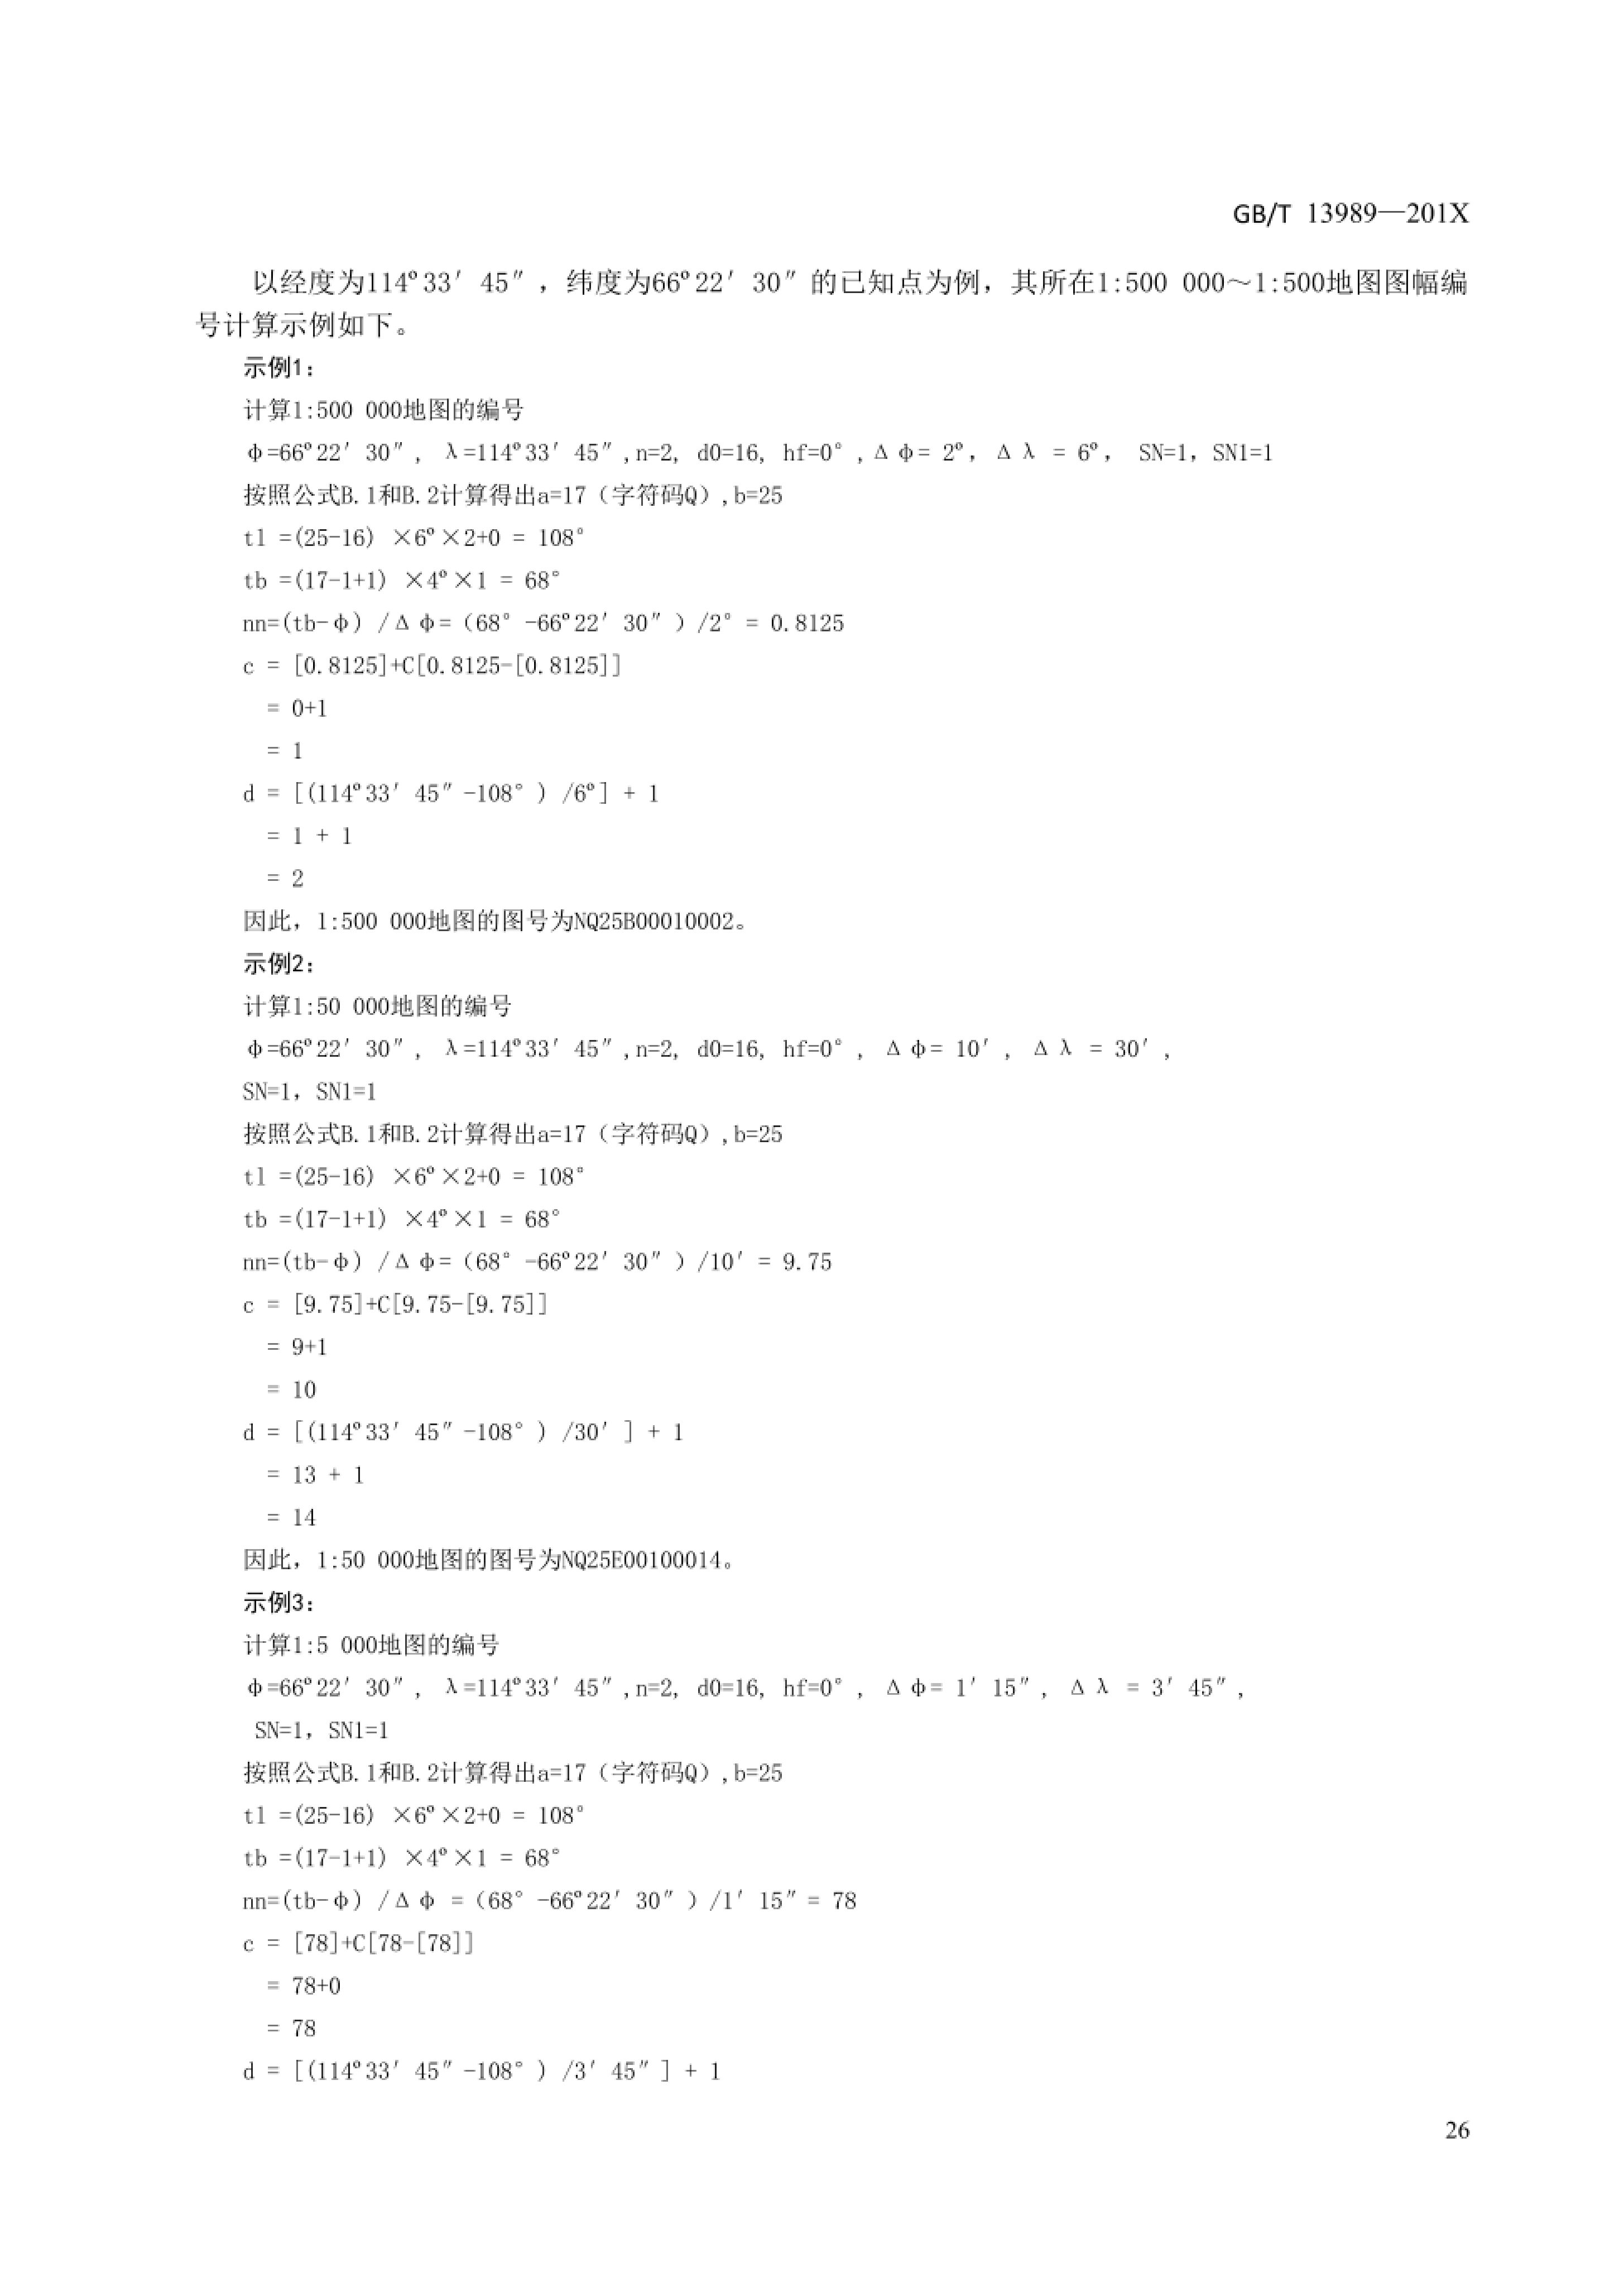 GB/T 13989—201X
以经度为114º33′ 45″，纬度为66º22′ 30″的已知点为例，其所在1:500 000～1:500地图图幅编
号计算示例如下。
示例1：
计算1:500 000地图的编号
φ=66º22′ 30″, λ=114º33′ 45″,n=2, d0=16, hf=0°,Δφ= 2º, Δλ = 6º, SN=1, SN1=1
按照公式B.1和B.2计算得出a=17（字符码Q）,b=25
tl =(25-16) ×6º×2+0 = 108°
tb =(17-1+1) ×4º×1 = 68°
nn=(tb-φ) /Δφ=（68° -66º22′ 30″）/2° = 0.8125
c = [0.8125]+C[0.8125-[0.8125]]
= 0+1
= 1
d = [(114º33′ 45″-108° ) /6º] + 1
= 1 + 1
= 2
因此，1:500 000地图的图号为NQ25B00010002。
示例2：
计算1:50 000地图的编号
φ=66º22′ 30″, λ=114º33′ 45″,n=2, d0=16, hf=0°, Δφ= 10′, Δλ = 30′,
SN=1, SN1=1
按照公式B.1和B.2计算得出a=17（字符码Q）,b=25
tl =(25-16) ×6º×2+0 = 108°
tb =(17-1+1) ×4º×1 = 68°
nn=(tb-φ) /Δφ=（68° -66º22′ 30″）/10′ = 9.75
c = [9.75]+C[9.75-[9.75]]
= 9+1
= 10
d = [(114º33′ 45″-108° ) /30′ ] + 1
= 13 + 1
= 14
因此，1:50 000地图的图号为NQ25E00100014。
示例3：
计算1:5 000地图的编号
φ=66º22′ 30″, λ=114º33′ 45″,n=2, d0=16, hf=0°, Δφ= 1′ 15″, Δλ = 3′ 45″,
SN=1, SN1=1
按照公式B.1和B.2计算得出a=17（字符码Q）,b=25
tl =(25-16) ×6º×2+0 = 108°
tb =(17-1+1) ×4º×1 = 68°
nn=(tb-φ) /Δφ =（68° -66º22′ 30″）/1′ 15″= 78
c = [78]+C[78-[78]]
= 78+0
= 78
d = [(114º33′ 45″-108° ) /3′ 45″] + 1
26